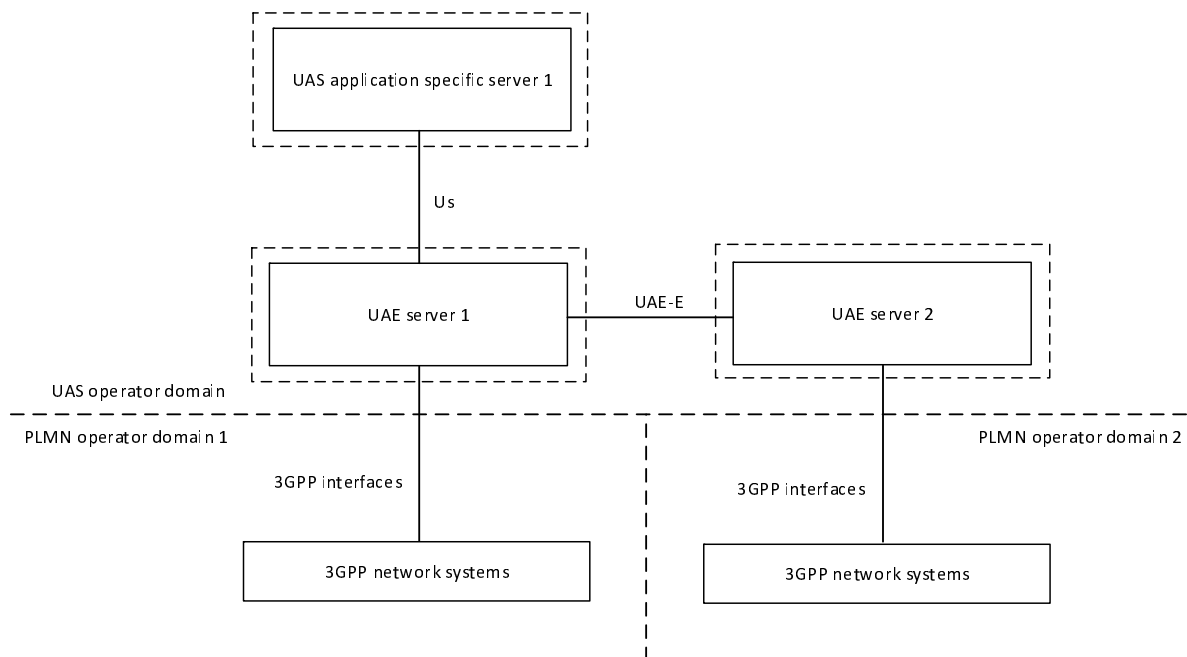 UAS application specific server 1
Us
UAE server 1
UAE-E
UAE server 2
UAS operator domain
PLMN operator domain 1
PLMN operator domain 2
3GPP interfaces
3GPP interfaces
3GPP network systems
3GPP network systems